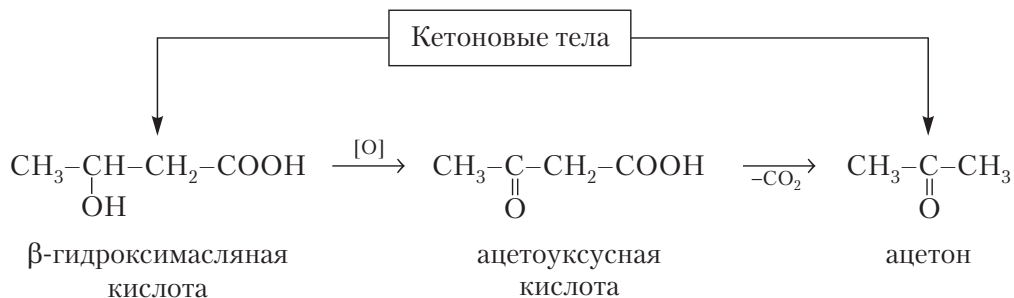 Кетоновые тела
CH₃–CH–CH₂–COOH [O] CH₃–C–CH₂–COOH –CO₂ CH₃–C–CH₃
OH O O
β-гидроксимасляная ацетоуксусная ацетон
кислота кислота